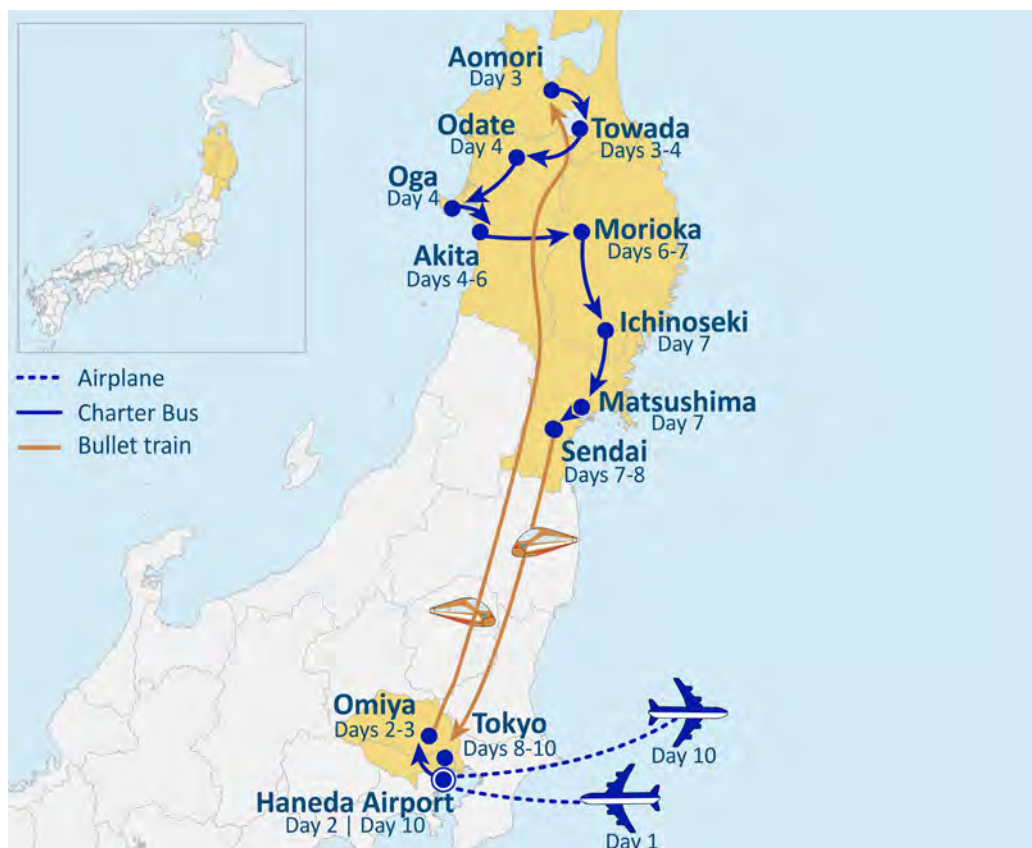 Aomori
Day 3
Odate
Day 4
Towada
Days 3-4
Oga
Day 4
Akita
Days 4-6
Morioka
Days 6-7
Ichinoseki
Day 7
Airplane
Charter Bus
Bullet train
Matsushima
Day 7
Sendai
Days 7-8
Omiya
Days 2-3
Tokyo
Days 8-10
Day 10
Haneda Airport
Day 2 | Day 10
Day 1